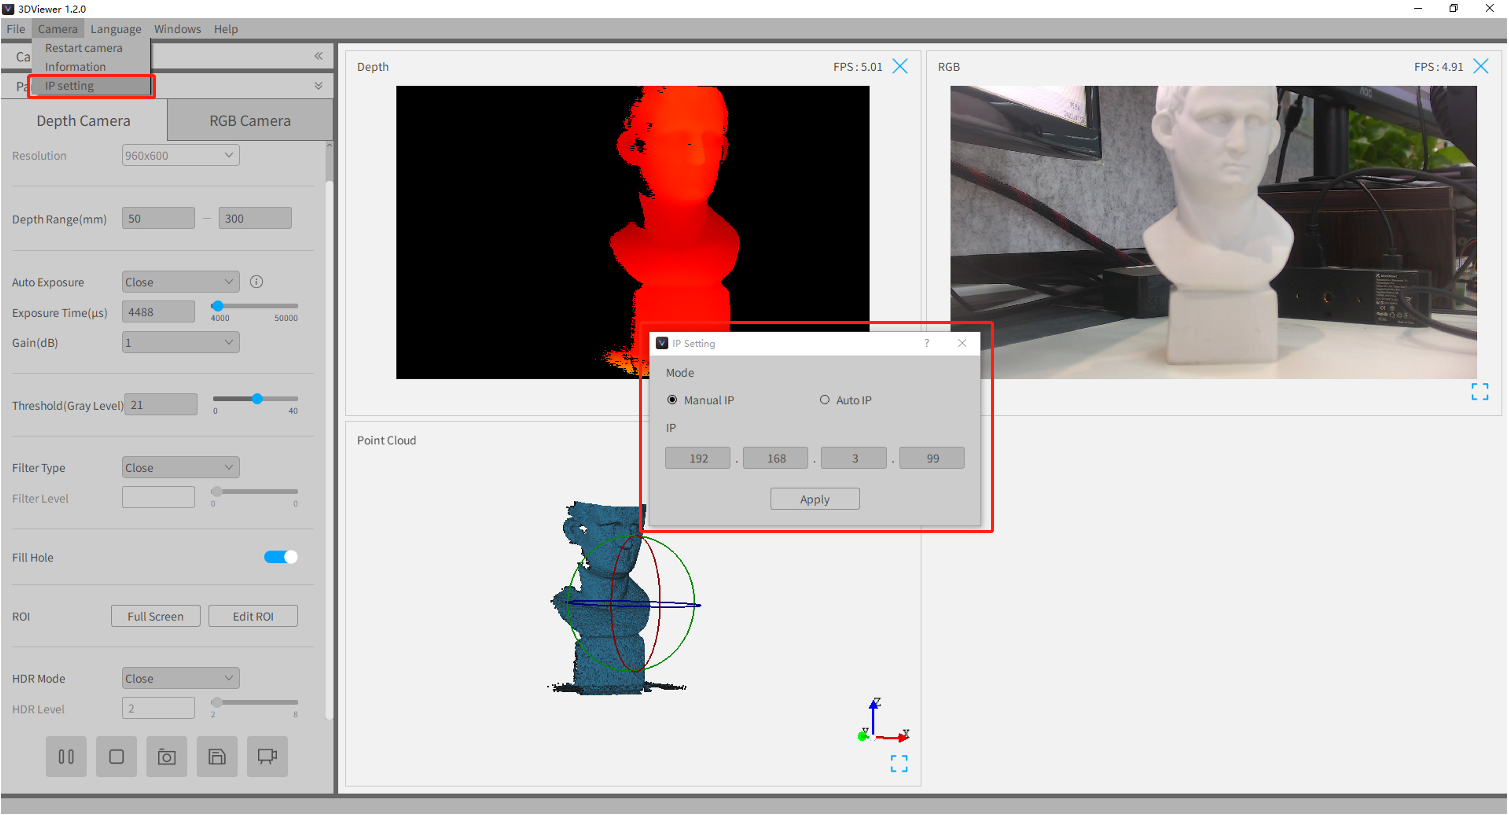 3DViewer 1.2.0
File Camera Language Windows Help
Ca
Restart camera
Information
Pa
IP setting
Depth Camera RGB Camera
Resolution 960x600
Depth Range(mm) 50 — 300
Auto Exposure Close
Exposure Time(μs) 4488
4000 50000
Gain(dB) 1
Threshold(Gray Level) 21
0 40
Filter Type Close
Filter Level
0 0
Fill Hole
ROI Full Screen Edit ROI
HDR Mode Close
HDR Level 2
2 8
Depth FPS : 5.01
RGB FPS : 4.91
Point Cloud
Z
Y
X
IP Setting ?
Mode
Manual IP Auto IP
IP
192 . 168 . 3 . 99
Apply